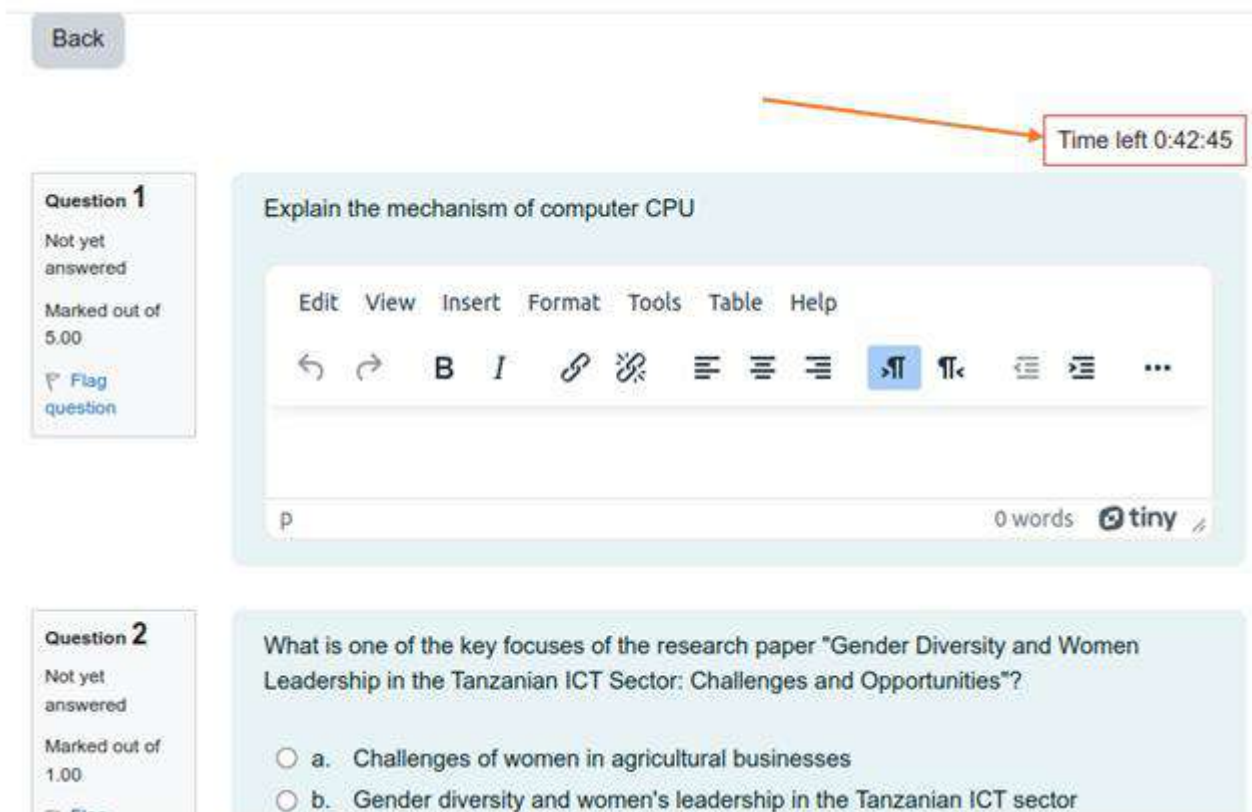 Back
Time left 0:42:45
Question 1
Not yet
answered
Marked out of
5.00
Flag
question
Explain the mechanism of computer CPU
Edit View Insert Format Tools Table Help
B I
p 0 words tiny
Question 2
Not yet
answered
Marked out of
1.00
What is one of the key focuses of the research paper "Gender Diversity and Women
Leadership in the Tanzanian ICT Sector: Challenges and Opportunities"?
a. Challenges of women in agricultural businesses
b. Gender diversity and women's leadership in the Tanzanian ICT sector